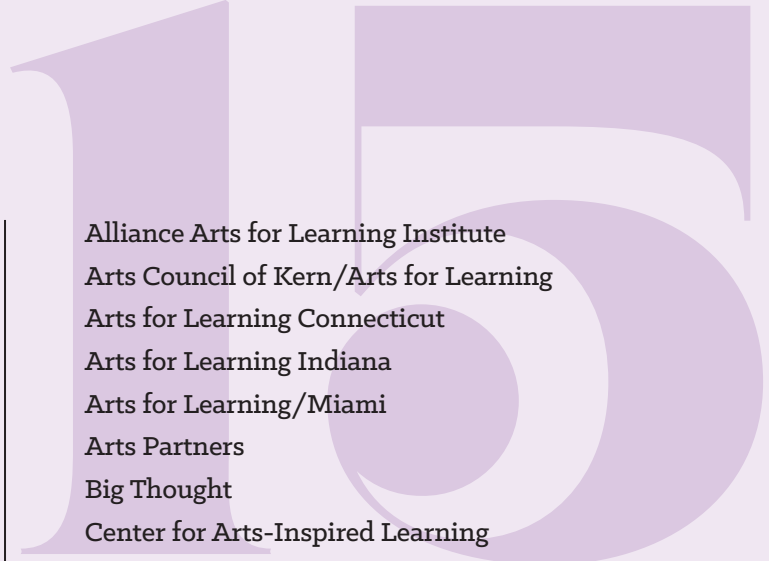 15
Alliance Arts for Learning Institute
Arts Council of Kern/Arts for Learning
Arts for Learning Connecticut
Arts for Learning Indiana
Arts for Learning/Miami
Arts Partners
Big Thought
Center for Arts-Inspired Learning